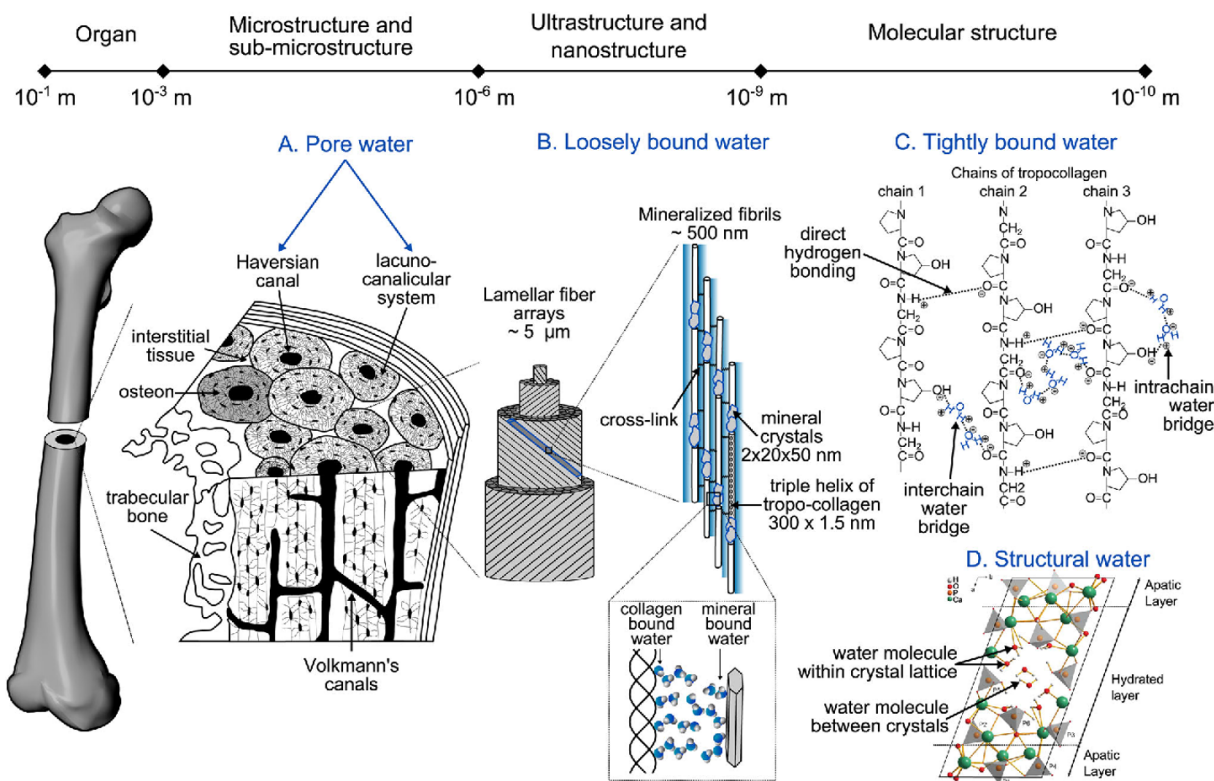 Organ
Microstructure and
sub-microstructure
Ultrastructure and
nanostructure
Molecular structure
10⁻¹ m
10⁻³ m
10⁻⁶ m
10⁻⁹ m
10⁻¹⁰ m
A. Pore water
Haversian
canal
lacuno-
canalicular
system
interstitial
tissue
osteon
trabecular
bone
Volkmann's
canals
B. Loosely bound water
Lamellar fiber
arrays
~ 5 µm
Mineralized fibrils
~ 500 nm
cross-link
mineral
crystals
2x20x50 nm
triple helix of
tropo-collagen
300 x 1.5 nm
collagen
bound
water
mineral
bound
water
C. Tightly bound water
Chains of tropocollagen
chain 1
chain 2
chain 3
direct
hydrogen
bonding
intrachain
water
bridge
interchain
water
bridge
D. Structural water
H
O
P
Ca
Apatic
Layer
water molecule
within crystal lattice
Hydrated
layer
water molecule
between crystals
Apatic
Layer